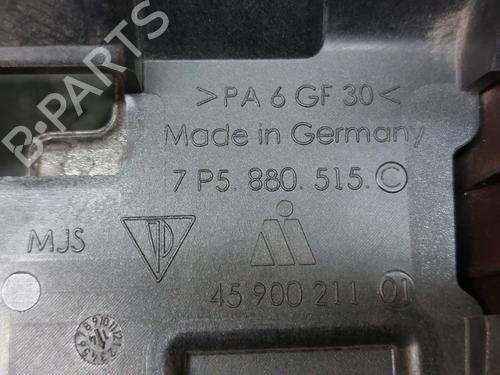 B-PARTS
>PA 6 GF 30<
Made in Germany
7 P5. 880. 515. C
MJS
45 900 211 01